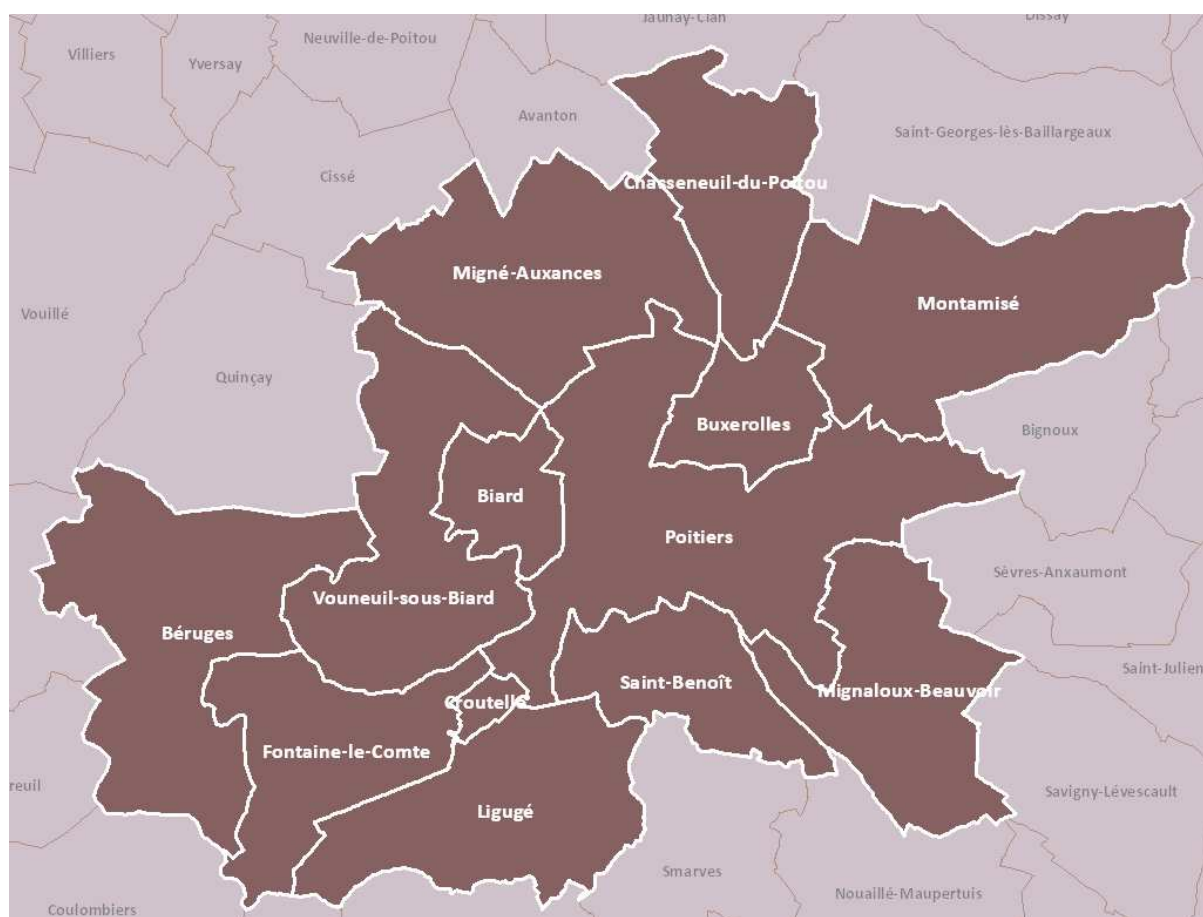 Jaunay-Clan
Dissay
Neuville-de-Poitou
Villiers
Yversay
Avanton
Saint-Georges-lès-Baillargeaux
Cissé
Chasseneuil-du-Poitou
Migné-Auxances
Montamisé
Vouillé
Quinçay
Buxerolles
Bignoux
Biard
Poitiers
Sèvres-Anxaumont
Vouneuil-sous-Biard
Béruges
Saint-Julien
Saint-Benoît
Mignaloux-Beauvoir
Croutelle
Fontaine-le-Comte
reuil
Savigny-Lévescault
Ligugé
Smarves
Nouaillé-Maupertuis
Coulombiers